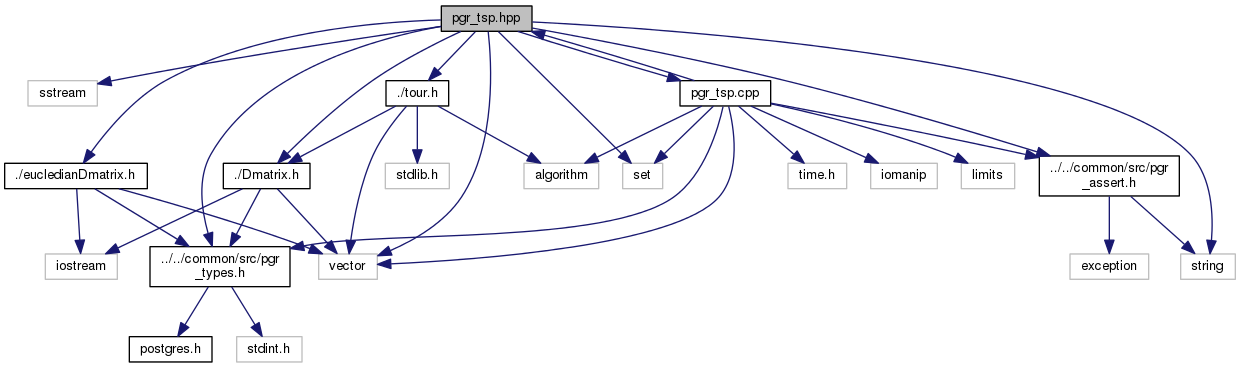 pgr_tsp.hpp
sstream
./tour.h
pgr_tsp.cpp
./eucledianDmatrix.h
./Dmatrix.h
stdlib.h
algorithm
set
time.h
iomanip
limits
../../common/src/pgr
_assert.h
iostream
../../common/src/pgr
_types.h
vector
exception
string
postgres.h
stdint.h